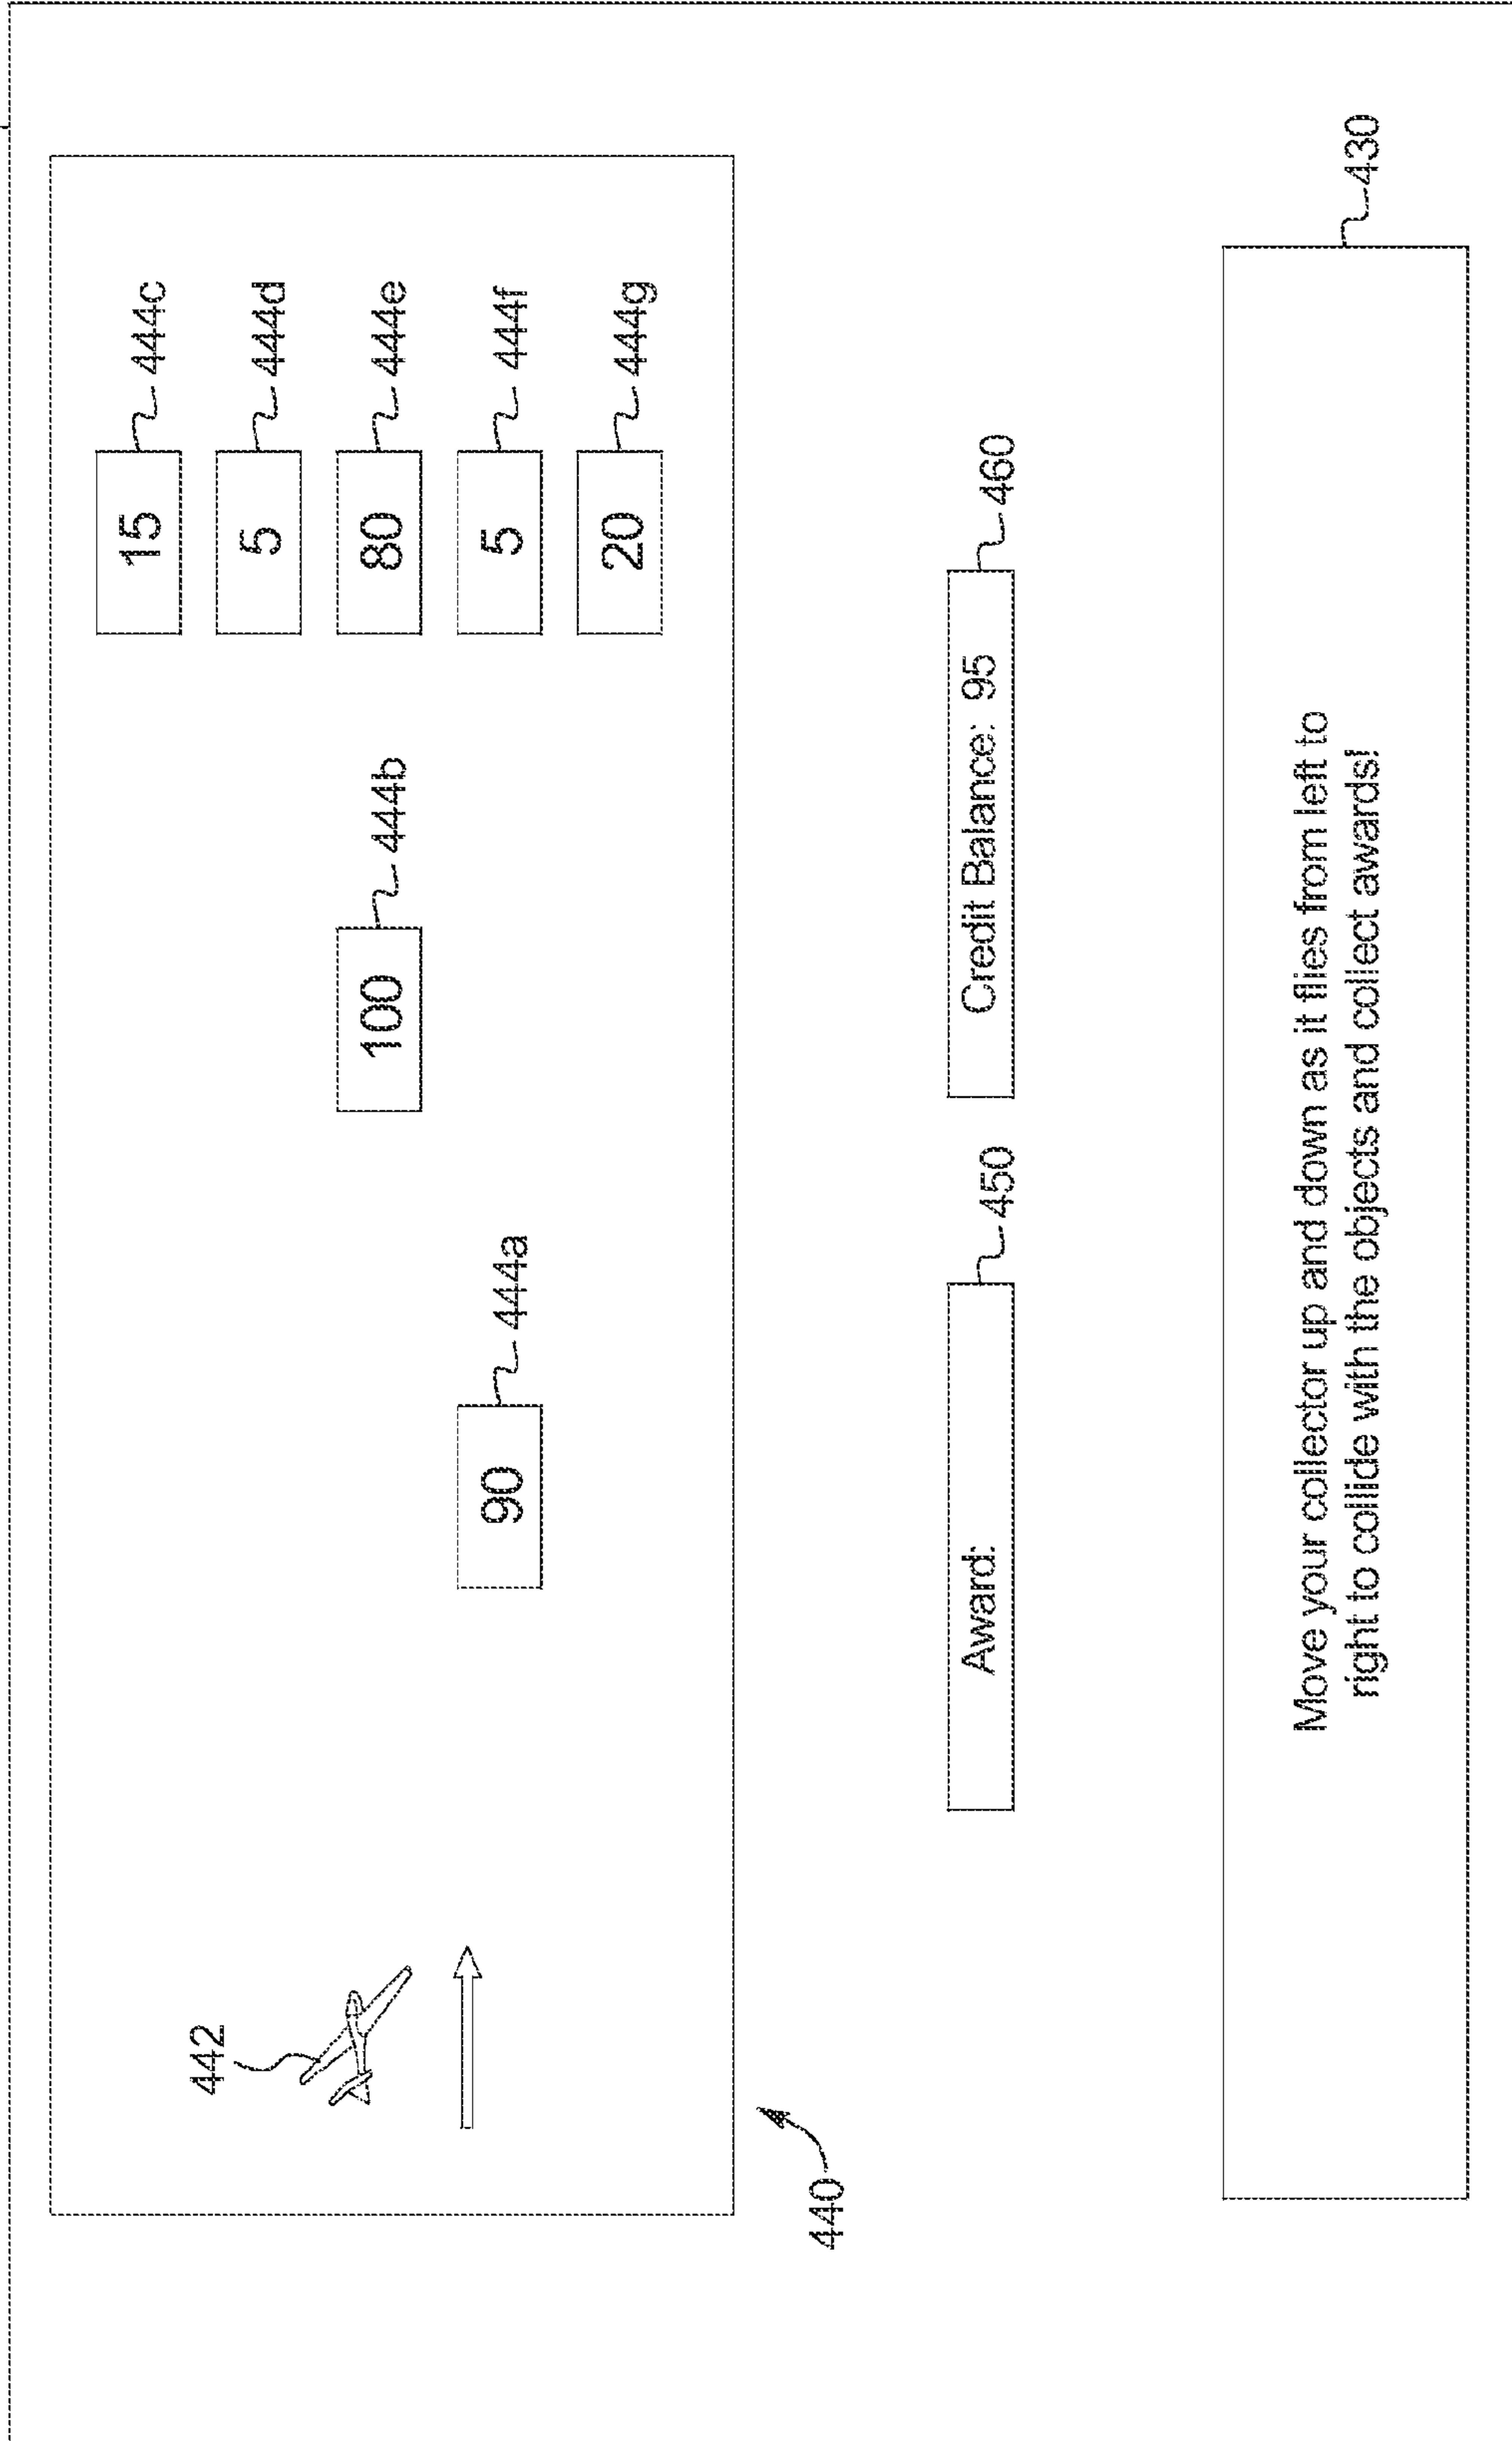 442
15
444c
5
444d
100
444b
80
444e
90
444a
5
444f
20
444g
440
Award:
450
Credit Balance: 95
460
Move your collector up and down as it flies from left to
right to collide with the objects and collect awards!
430